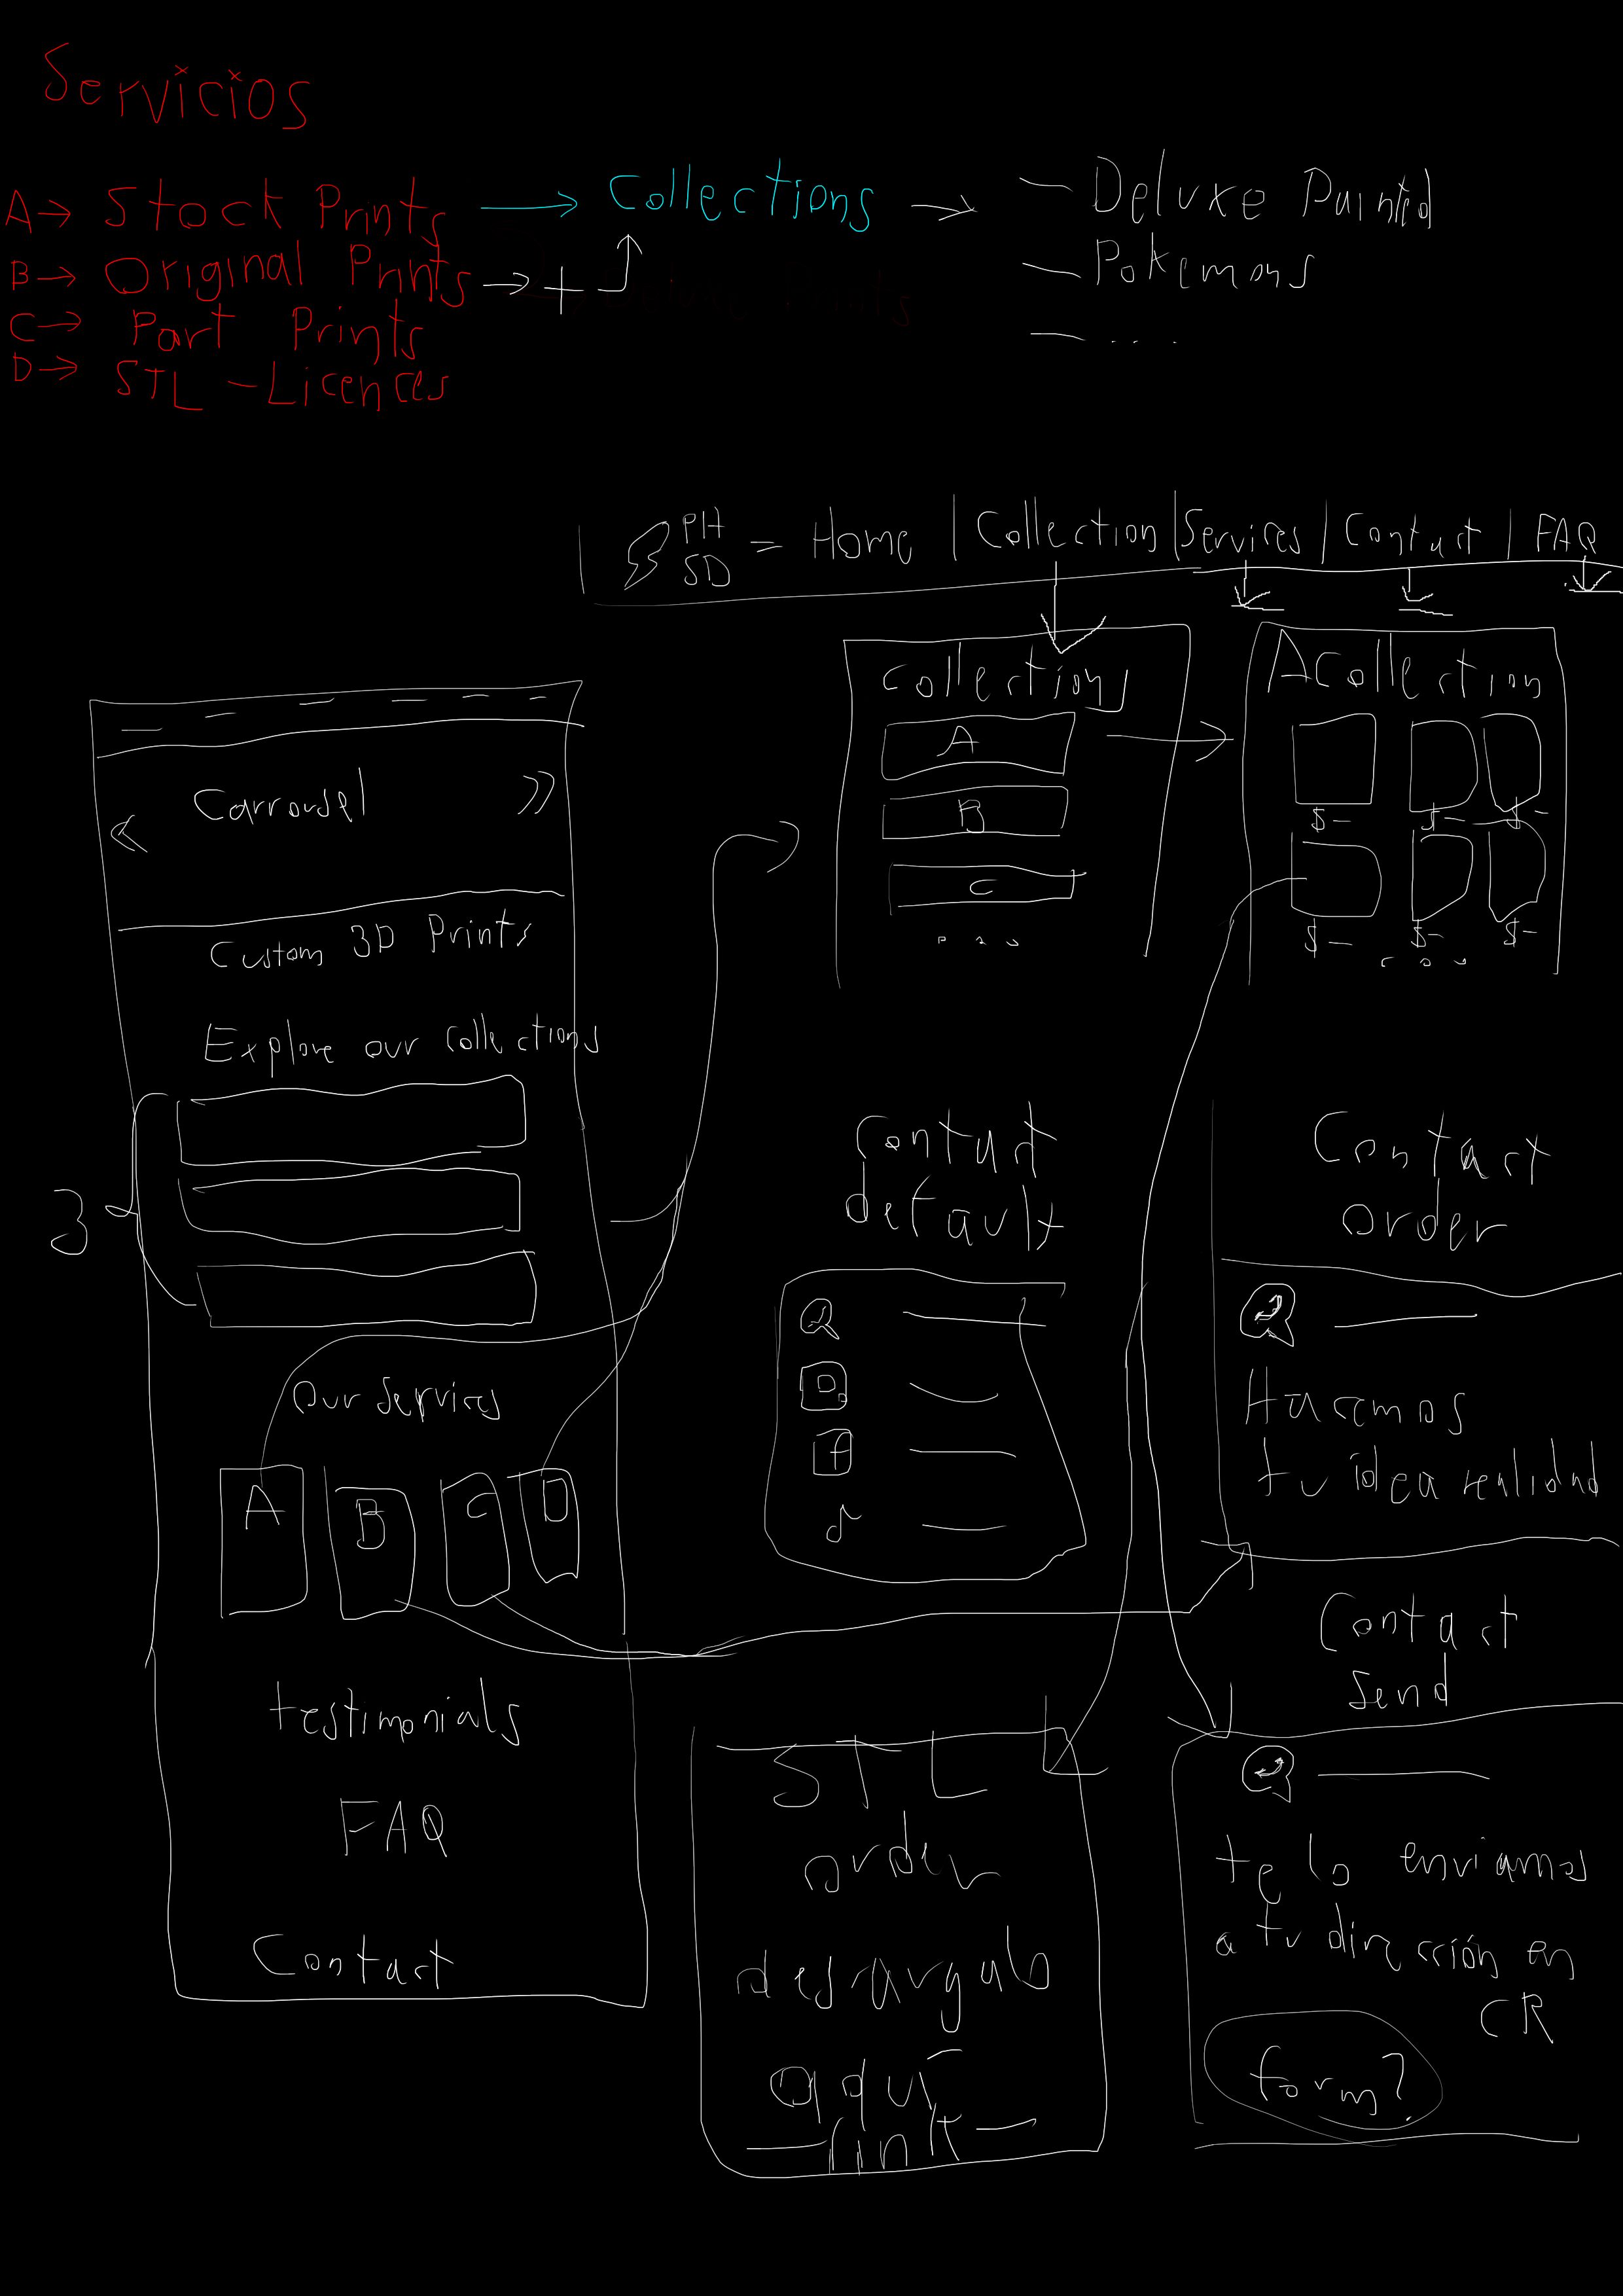 Servicios
A→ Stock Prints → Collections → — Deluxe Painted
B→ Original Prints → + — Pokemons
C→ Part Prints — ....
D→ STL - Licences
PH
SD = Home | Collection | Services | Contact | FAQ
Collections
A
B
C
...
A Collection
$- $- $-
$- $- $-
...
« Carrousel »
Custom 3D Prints
Explore our collections
3
Our Services
A B C D
testimonials
FAQ
Contact
Contact
default
f
Contact
order
Hacemos
tu idea realidad
Contact
Send
te lo enviamos
a tu dirección en
CR
form?
STL
order
descargalo
aquí
—link—